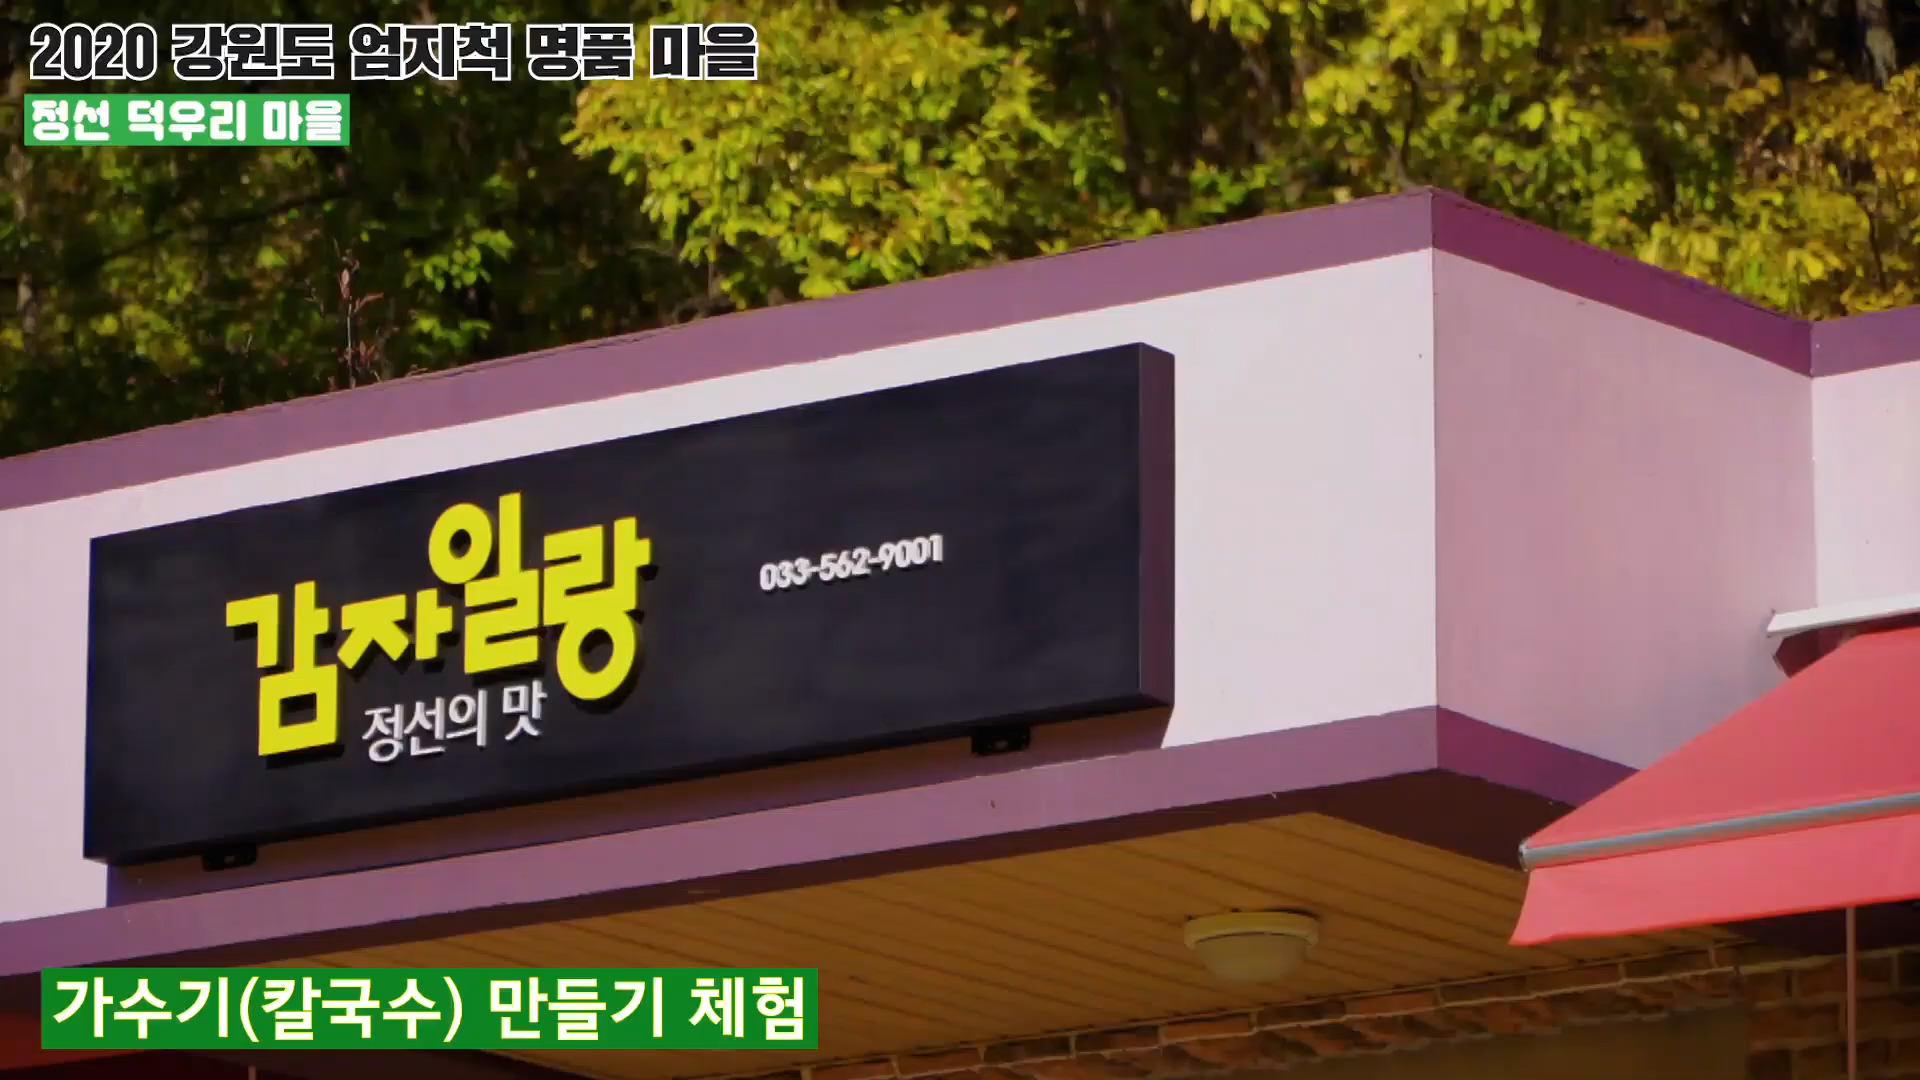 2020 강원도 엄지척 명품 마을
정선 덕우리 마을
감자일랑
정선의 맛
033-562-9001
가수기(칼국수) 만들기 체험